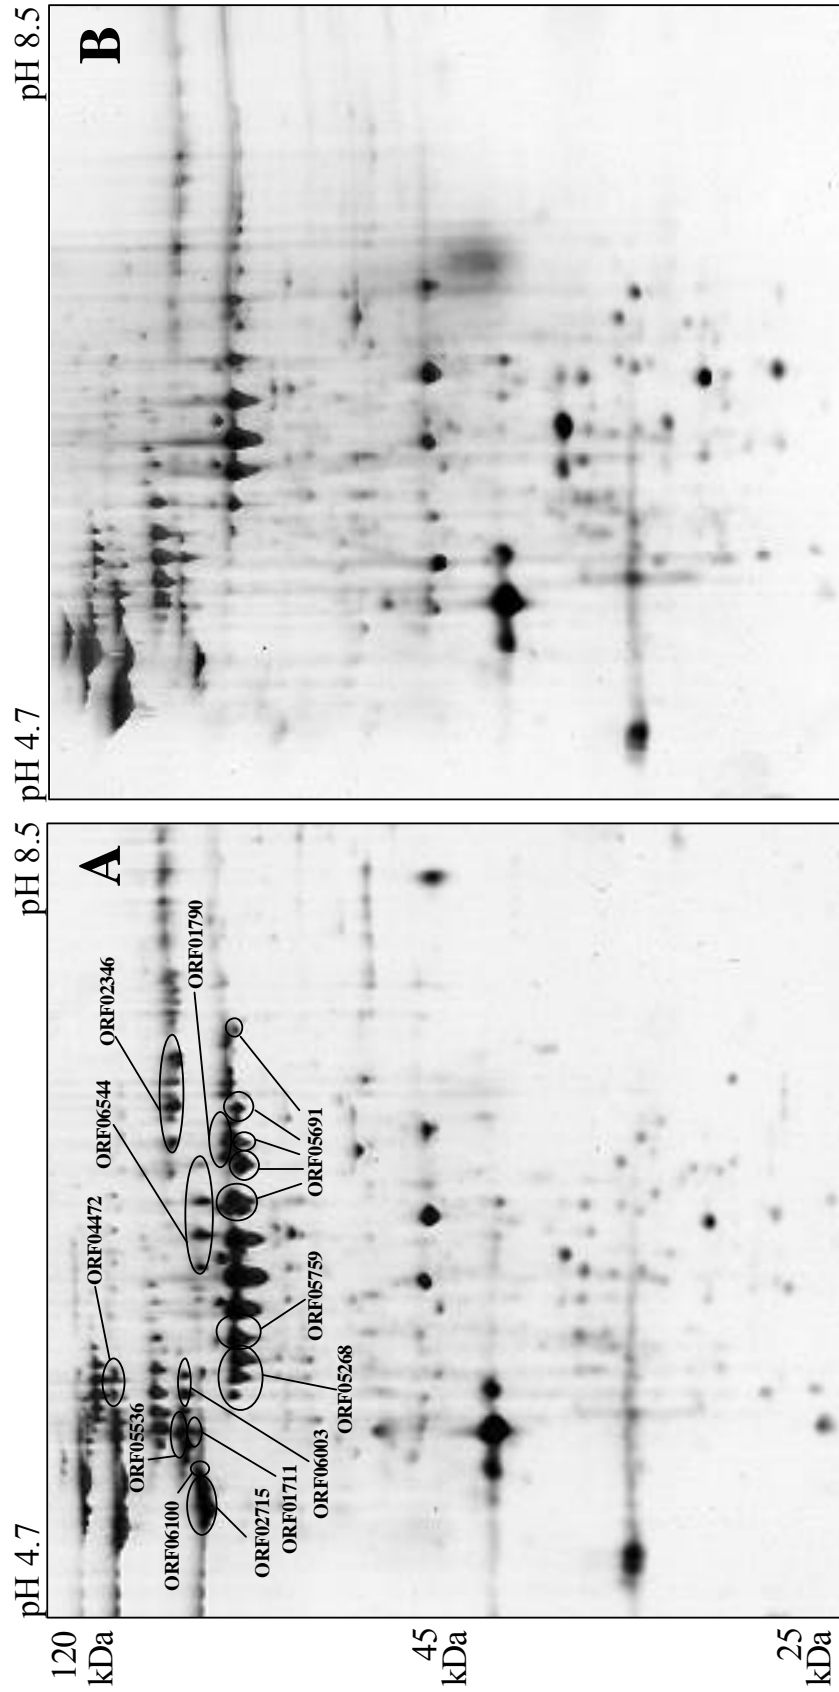 pH 4.7
pH 8.5
A
ORF04472
ORF06544
ORF02346
ORF05536
ORF01790
ORF06100
ORF02715
ORF01711
ORF06003
ORF05268
ORF05759
ORF05691
120
kDa
45
kDa
25
kDa
pH 4.7
pH 8.5
B